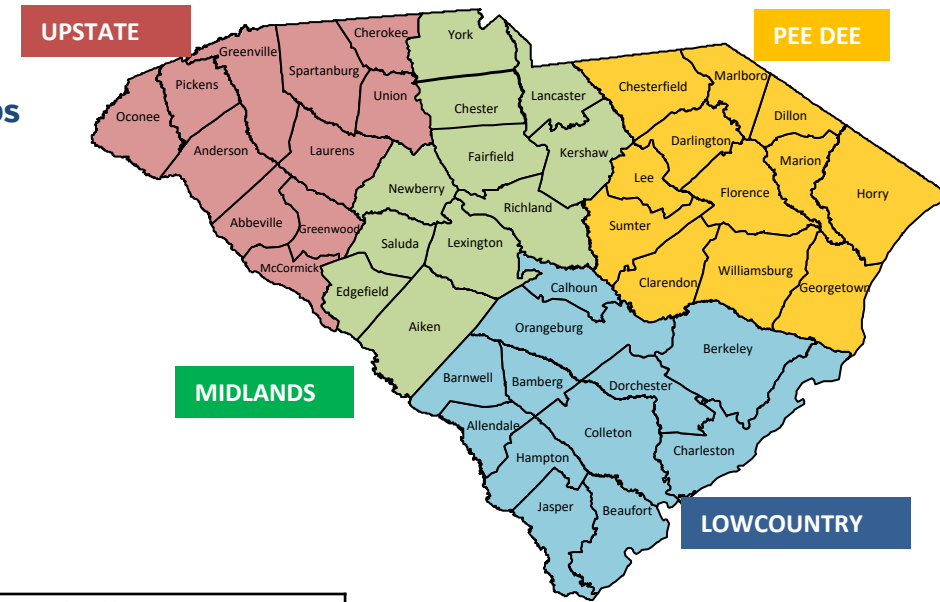 UPSTATE
Cherokee
York
PEE DEE
Greenville
Spartanburg
Pickens
Union
Lancaster
Chesterfield
Marlboro
os
Oconee
Chester
Dillon
Anderson
Laurens
Fairfield
Kershaw
Darlington
Marion
Newberry
Lee
Florence
Horry
Abbeville
Greenwood
Richland
Saluda
Lexington
Sumter
McCormick
Edgefield
Calhoun
Clarendon
Williamsburg
Georgetown
Aiken
Orangeburg
Berkeley
MIDLANDS
Barnwell
Bamberg
Dorchester
Allendale
Colleton
Charleston
Hampton
Jasper
Beaufort
LOWCOUNTRY